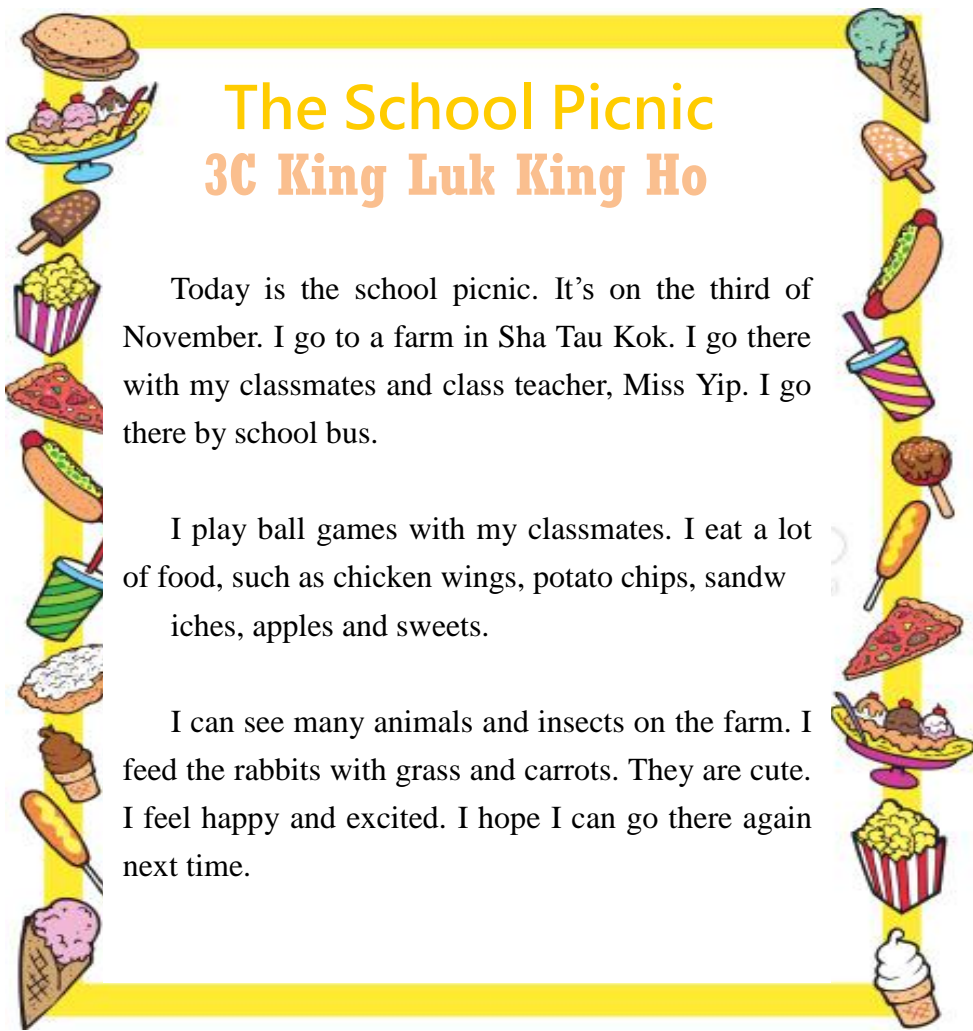 The School Picnic
3C King Luk King Ho
Today is the school picnic. It’s on the third of
November. I go to a farm in Sha Tau Kok. I go there
with my classmates and class teacher, Miss Yip. I go
there by school bus.
I play ball games with my classmates. I eat a lot
of food, such as chicken wings, potato chips, sandw
iches, apples and sweets.
I can see many animals and insects on the farm. I
feed the rabbits with grass and carrots. They are cute.
I feel happy and excited. I hope I can go there again
next time.